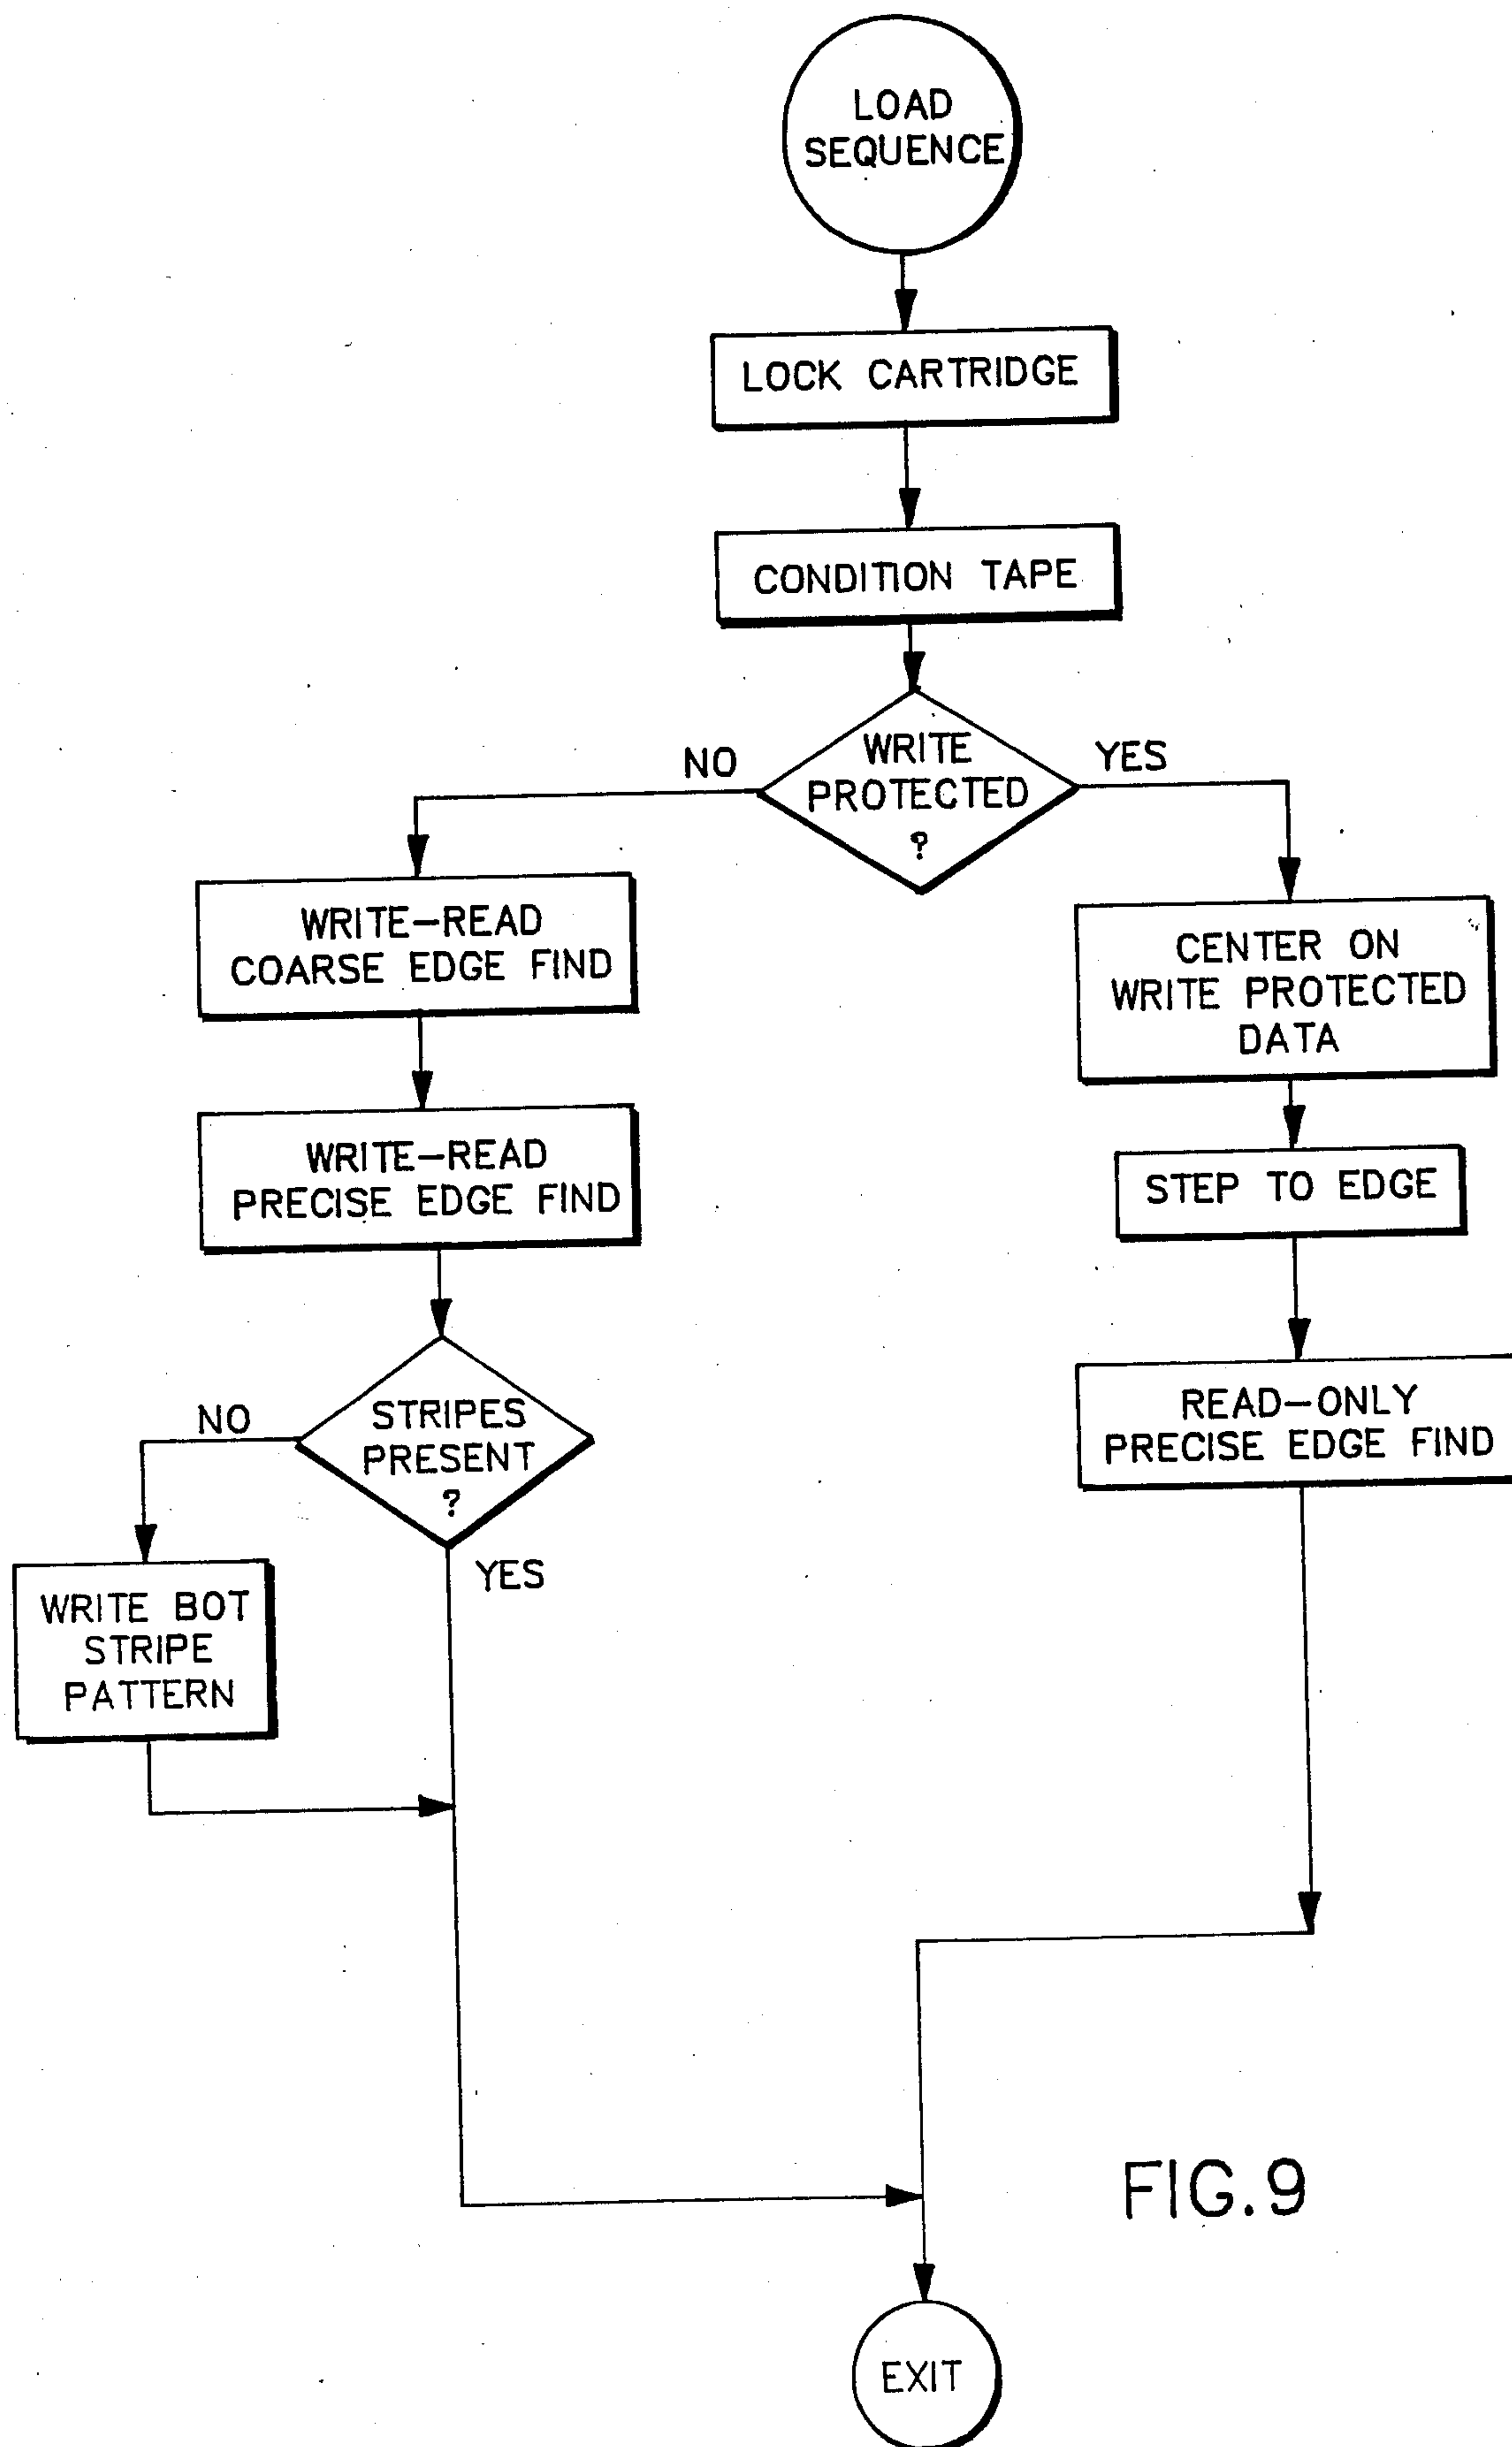 LOAD
SEQUENCE
LOCK CARTRIDGE
CONDITION TAPE
WRITE
PROTECTED
?
NO
YES
WRITE-READ
COARSE EDGE FIND
WRITE-READ
PRECISE EDGE FIND
STRIPES
PRESENT
?
NO
YES
WRITE BOT
STRIPE
PATTERN
CENTER ON
WRITE PROTECTED
DATA
STEP TO EDGE
READ-ONLY
PRECISE EDGE FIND
EXIT
FIG.9